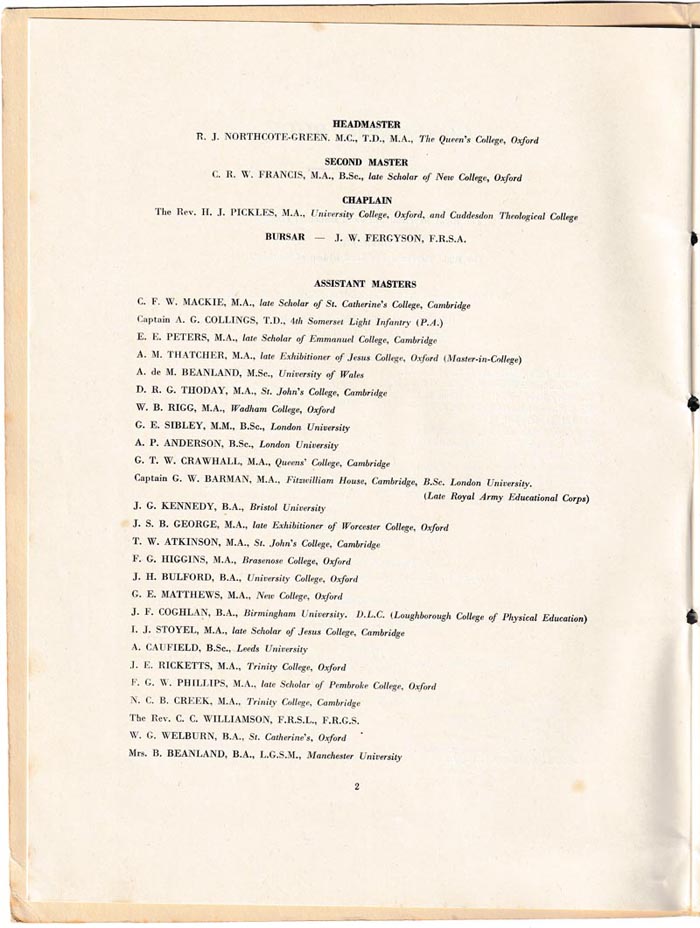 HEADMASTER
R. J. NORTHCOTE-GREEN. M.C., T.D., M.A., The Queen's College, Oxford
SECOND MASTER
C. R. W. FRANCIS, M.A., B.Sc., late Scholar of New College, Oxford
CHAPLAIN
The Rev. H. J. PICKLES, M.A., University College, Oxford, and Cuddesdon Theological College
BURSAR — J. W. FERGYSON, F.R.S.A.
ASSISTANT MASTERS
C. F. W. MACKIE, M.A., late Scholar of St. Catherine's College, Cambridge
Captain A. G. COLLINGS, T.D., 4th Somerset Light Infantry (P.A.)
E. E. PETERS, M.A., late Scholar of Emmanuel College, Cambridge
A. M. THATCHER, M.A., late Exhibitioner of Jesus College, Oxford (Master-in-College)
A. de M. BEANLAND, M.Sc., University of Wales
D. R. G. THODAY, M.A., St. John's College, Cambridge
W. B. RIGG, M.A., Wadham College, Oxford
G. E. SIBLEY, M.M., B.Sc., London University
A. P. ANDERSON, B.Sc., London University
G. T. W. CRAWHALL, M.A., Queens' College, Cambridge
Captain G. W. BARMAN, M.A., Fitzwilliam House, Cambridge, B.Sc. London University.
(Late Royal Army Educational Corps)
J. G. KENNEDY, B.A., Bristol University
J. S. B. GEORGE, M.A., late Exhibitioner of Worcester College, Oxford
T. W. ATKINSON, M.A., St. John's College, Cambridge
F. G. HIGGINS, M.A., Brasenose College, Oxford
J. H. BULFORD, B.A., University College, Oxford
G. E. MATTHEWS, M.A., New College, Oxford
J. F. COGHLAN, B.A., Birmingham University. D.L.C. (Loughborough College of Physical Education)
I. J. STOYEL, M.A., late Scholar of Jesus College, Cambridge
A. CAUFIELD, B.Sc., Leeds University
J. E. RICKETTS, M.A., Trinity College, Oxford
F. G. W. PHILLIPS, M.A., late Scholar of Pembroke College, Oxford
N. C. B. CREEK, M.A., Trinity College, Cambridge
The Rev. C. C. WILLIAMSON, F.R.S.L., F.R.G.S.
W. G. WELBURN, B.A., St. Catherine's, Oxford
Mrs. B. BEANLAND, B.A., L.G.S.M., Manchester University
2